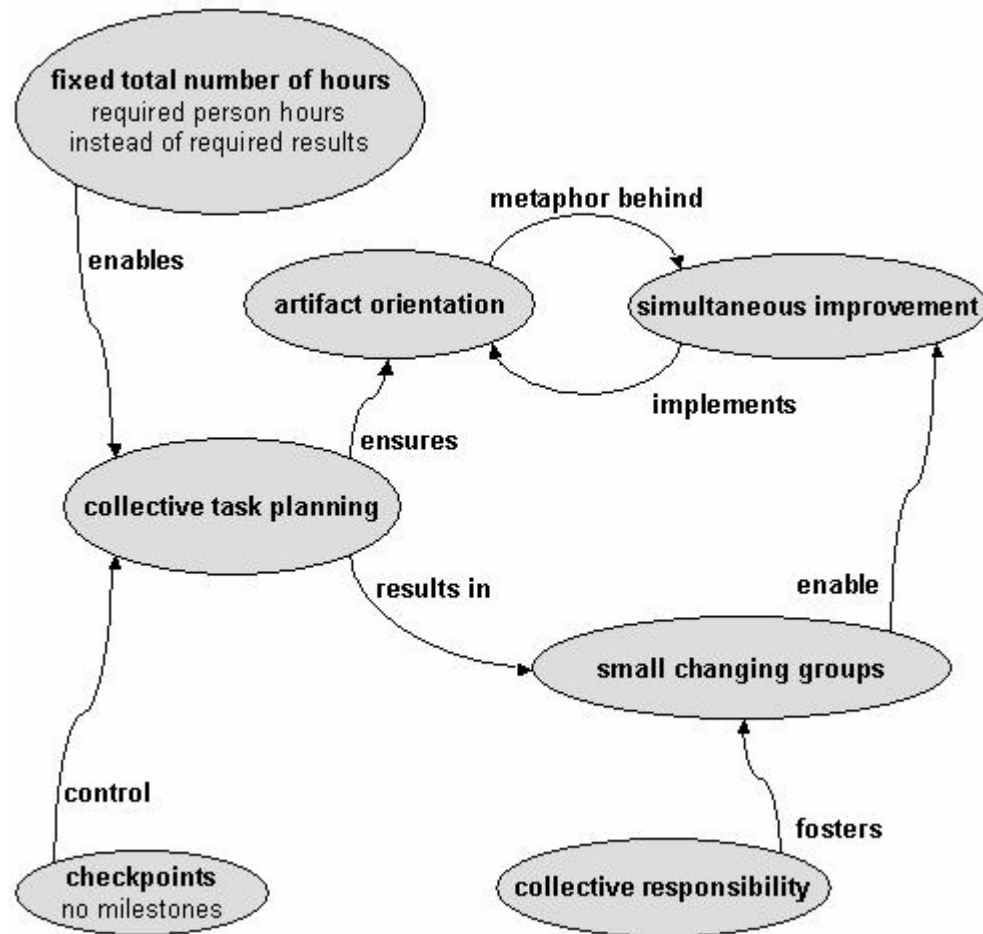 fixed total number of hours
required person hours
instead of required results
metaphor behind
enables
artifact orientation
simultaneous improvement
implements
ensures
collective task planning
results in
enable
small changing groups
control
fosters
checkpoints
no milestones
collective responsibility